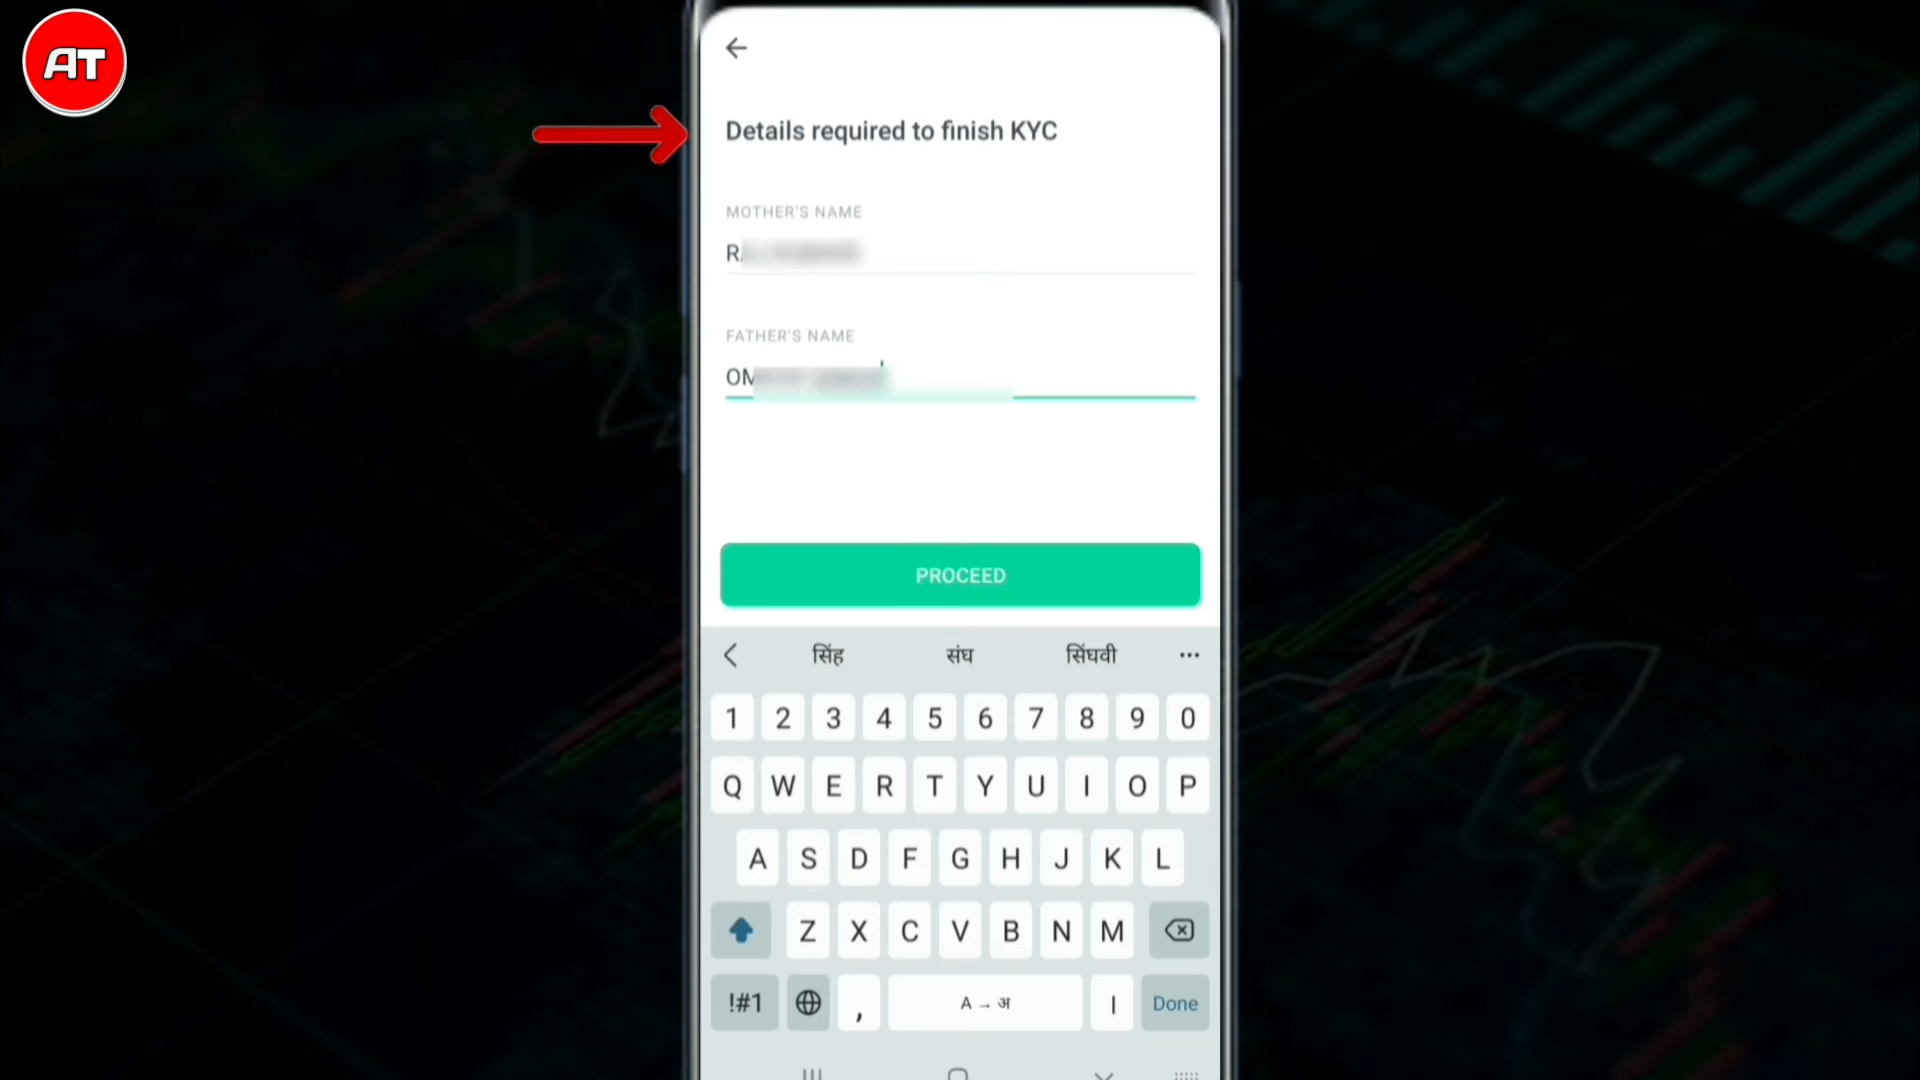 AT
Details required to finish KYC
MOTHER'S NAME
FATHER'S NAME
PROCEED
सिंह संघ सिंघवी
1 2 3 4 5 6 7 8 9 0
Q W E R T Y U I O P
A S D F G H J K L
Z X C V B N M
!#1 , A → अ । Done